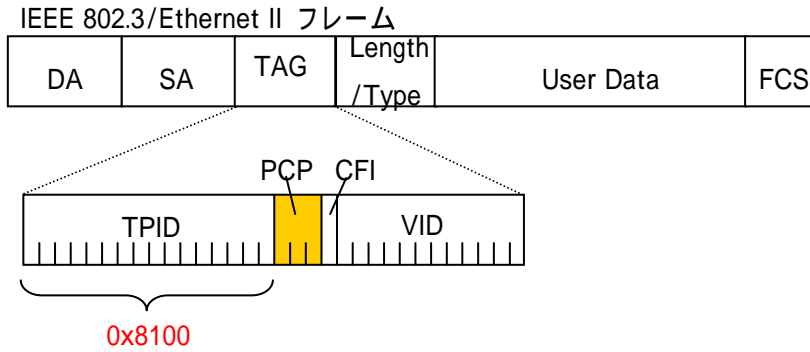 IEEE 802.3/Ethernet II フレーム
DA
SA
TAG
Length
/Type
User Data
FCS
PCP CFI
TPID
VID
0x8100